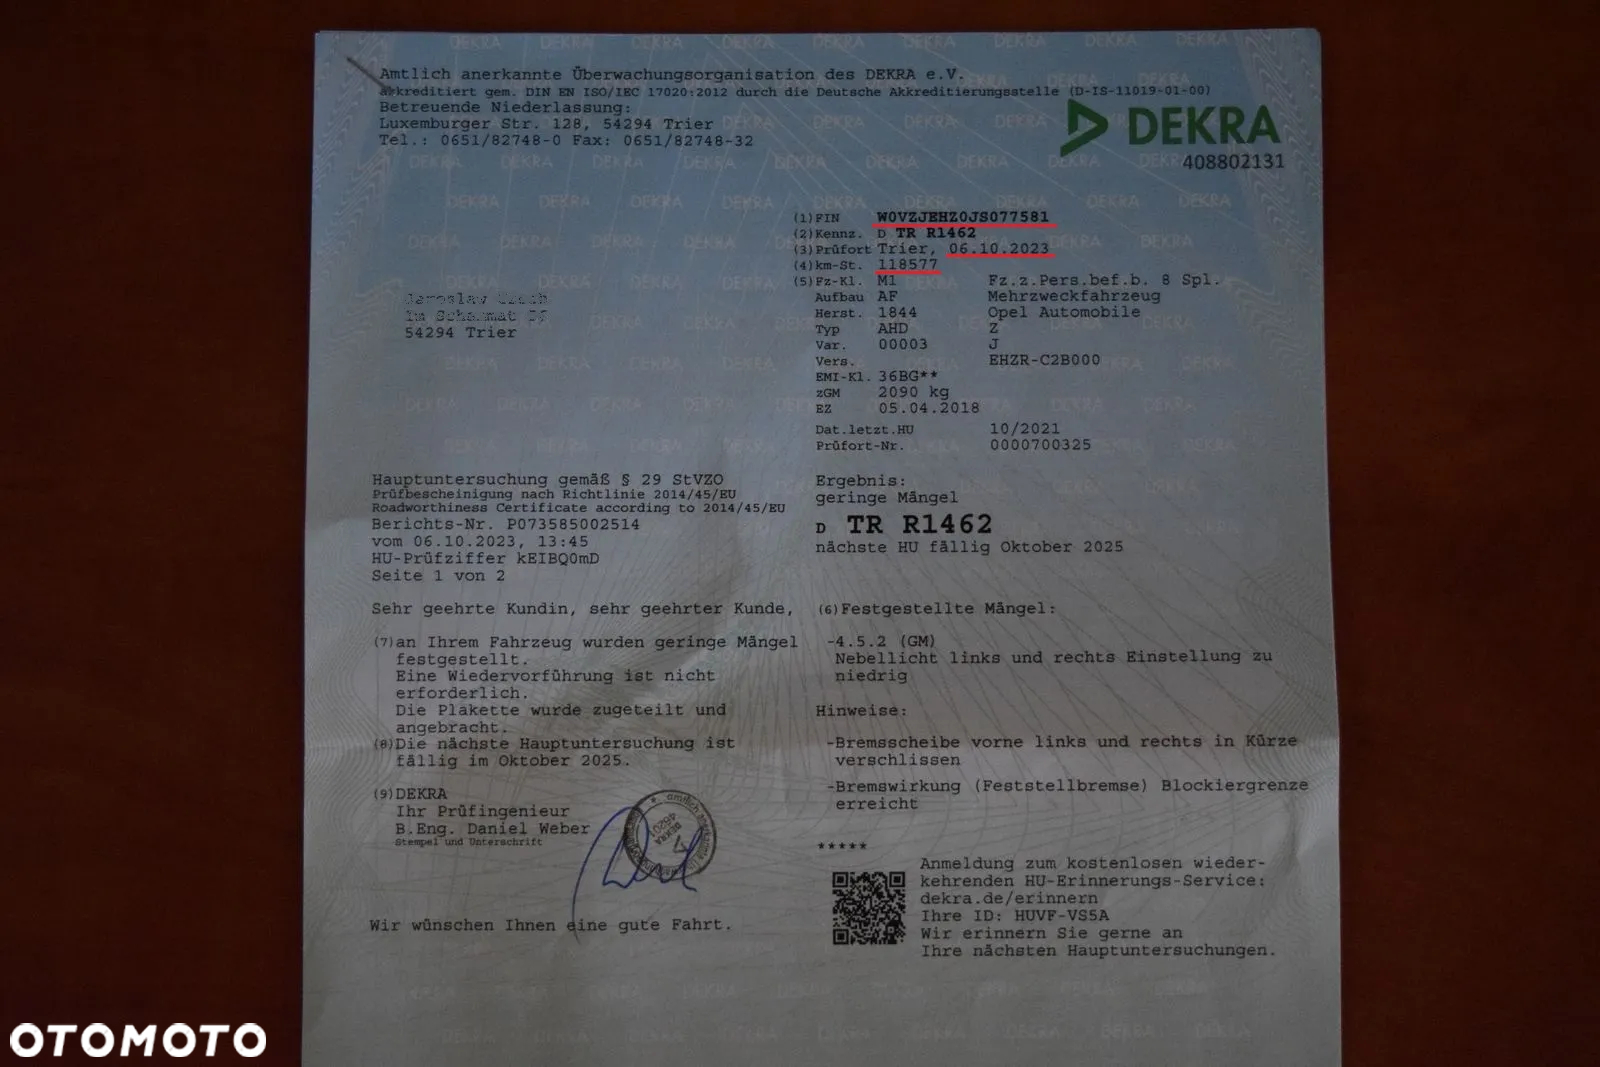 Amtlich anerkannte Überwachungsorganisation des DEKRA e.V.
akkreditiert gem. DIN EN ISO/IEC 17020:2012 durch die Deutsche Akkreditierungsstelle (D-IS-11019-01-00)
Betreuende Niederlassung:
Luxemburger Str. 128, 54294 Trier
Tel.: 0651/82748-0 Fax: 0651/82748-32
DEKRA
408802131
(1)FIN W0VZJEHZ0JS077581
(2)Kennz. D TR R1462
(3)Prüfort Trier, 06.10.2023
(4)km-St. 118577
(5)Fz-Kl. M1 Fz.z.Pers.bef.b. 8 Spl.
Aufbau AF Mehrzweckfahrzeug
Herst. 1844 Opel Automobile
Typ AHD Z
Var. 00003 J
Vers. EHZR-C2B000
EMI-Kl. 36BG**
zGM 2090 kg
EZ 05.04.2018
Dat.letzt.HU 10/2021
Prüfort-Nr. 0000700325
54294 Trier
Hauptuntersuchung gemäß § 29 StVZO
Prüfbescheinigung nach Richtlinie 2014/45/EU
Roadworthiness Certificate according to 2014/45/EU
Berichts-Nr. P073585002514
vom 06.10.2023, 13:45
HU-Prüfziffer kEIBQ0mD
Seite 1 von 2
Ergebnis:
geringe Mängel
D TR R1462
nächste HU fällig Oktober 2025
Sehr geehrte Kundin, sehr geehrter Kunde,
(7)an Ihrem Fahrzeug wurden geringe Mängel
festgestellt.
Eine Wiedervorführung ist nicht
erforderlich.
Die Plakette wurde zugeteilt und
angebracht.
(8)Die nächste Hauptuntersuchung ist
fällig im Oktober 2025.
(9)DEKRA
Ihr Prüfingenieur
B.Eng. Daniel Weber
Stempel und Unterschrift
Wir wünschen Ihnen eine gute Fahrt.
(6)Festgestellte Mängel:
-4.5.2 (GM)
Nebellicht links und rechts Einstellung zu
niedrig
Hinweise:
-Bremsscheibe vorne links und rechts in Kürze
verschlissen
-Bremswirkung (Feststellbremse) Blockiergrenze
erreicht
*****
Anmeldung zum kostenlosen wieder-
kehrenden HU-Erinnerungs-Service:
dekra.de/erinnern
Ihre ID: HUVF-VS5A
Wir erinnern Sie gerne an
Ihre nächsten Hauptuntersuchungen.
OTOMOTO